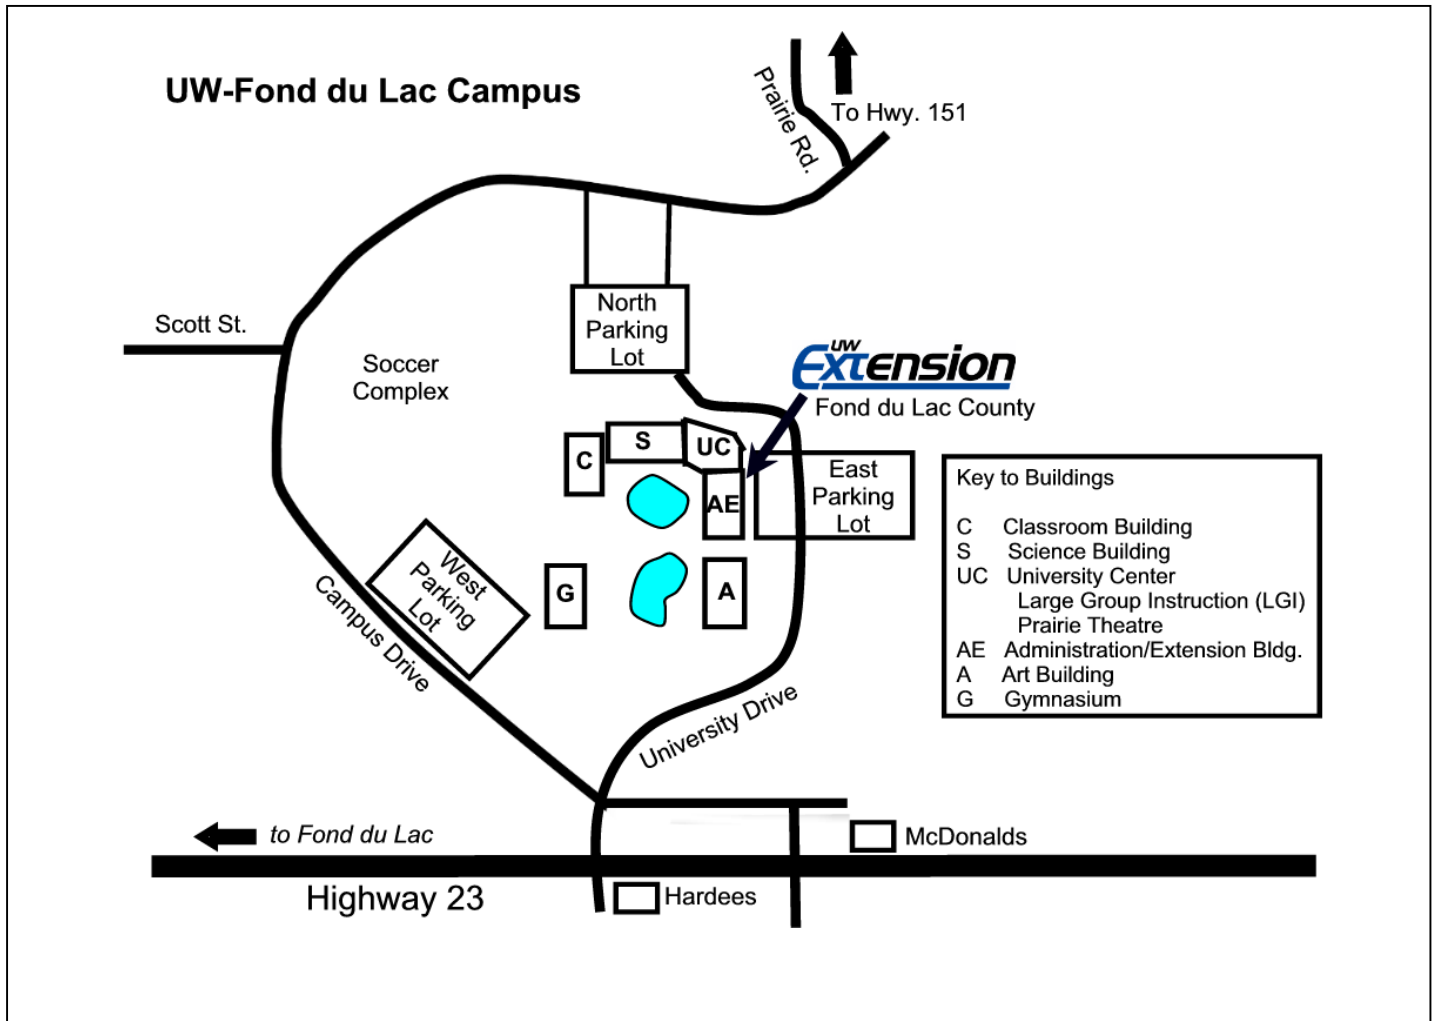 UW-Fond du Lac Campus
Prairie Rd.
To Hwy. 151
Scott St.
Soccer
Complex
North
Parking
Lot
UW
Extension
Fond du Lac County
S
UC
C
AE
East
Parking
Lot
West
Parking
Lot
G
A
Campus Drive
University Drive
Key to Buildings
C Classroom Building
S Science Building
UC University Center
Large Group Instruction (LGI)
Prairie Theatre
AE Administration/Extension Bldg.
A Art Building
G Gymnasium
to Fond du Lac
McDonalds
Highway 23
Hardees